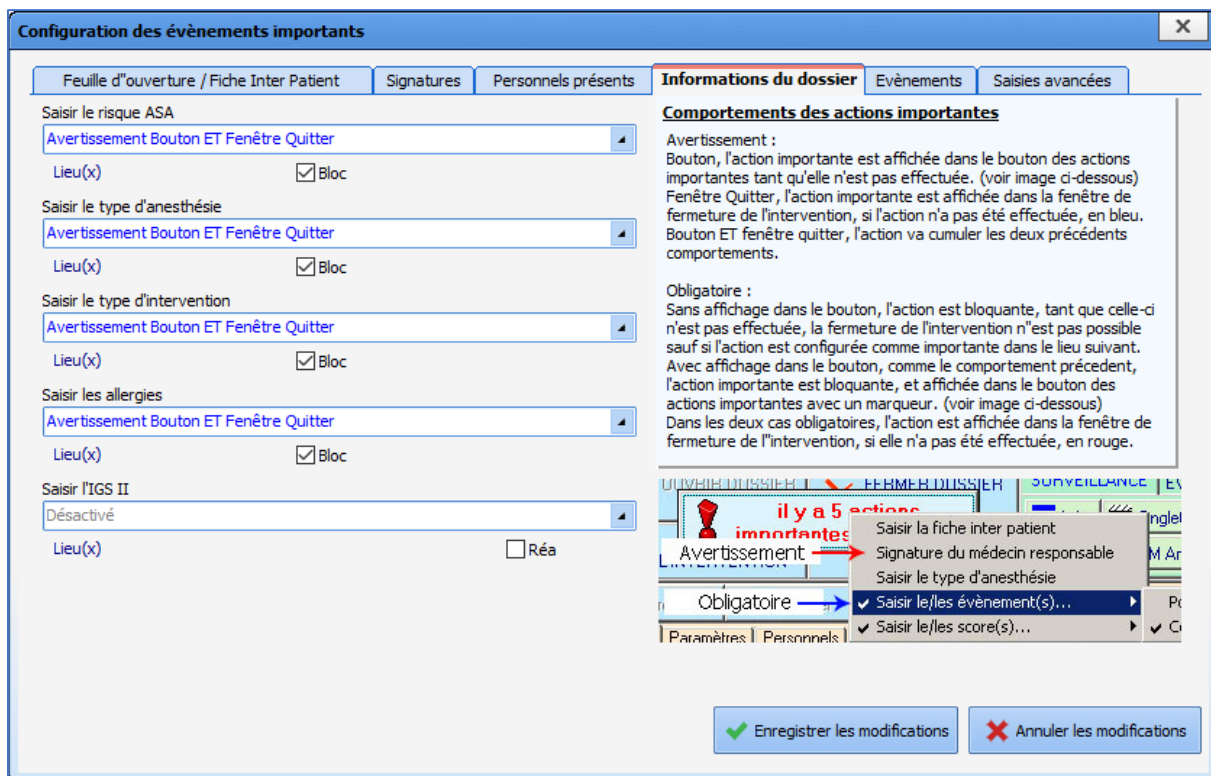 Configuration des évènements importants
Feuille d"ouverture / Fiche Inter Patient
Signatures
Personnels présents
Informations du dossier
Evènements
Saisies avancées
Saisir le risque ASA
Avertissement Bouton ET Fenêtre Quitter
Lieu(x)
Bloc
Saisir le type d'anesthésie
Avertissement Bouton ET Fenêtre Quitter
Lieu(x)
Bloc
Saisir le type d'intervention
Avertissement Bouton ET Fenêtre Quitter
Lieu(x)
Bloc
Saisir les allergies
Avertissement Bouton ET Fenêtre Quitter
Lieu(x)
Bloc
Saisir l'IGS II
Désactivé
Lieu(x)
Réa
Comportements des actions importantes
Avertissement :
Bouton, l'action importante est affichée dans le bouton des actions
importantes tant qu'elle n'est pas effectuée. (voir image ci-dessous)
Fenêtre Quitter, l'action importante est affichée dans la fenêtre de
fermeture de l'intervention, si l'action n'a pas été effectuée, en bleu.
Bouton ET fenêtre quitter, l'action va cumuler les deux précédents
comportements.
Obligatoire :
Sans affichage dans le bouton, l'action est bloquante, tant que celle-ci
n'est pas effectuée, la fermeture de l'intervention n"est pas possible
sauf si l'action est configurée comme importante dans le lieu suivant.
Avec affichage dans le bouton, comme le comportement précedent,
l'action importante est bloquante, et affichée dans le bouton des
actions importantes avec un marqueur. (voir image ci-dessous)
Dans les deux cas obligatoires, l'action est affichée dans la fenêtre de
fermeture de l"intervention, si elle n'a pas été effectuée, en rouge.
OUVRIR DOSSIER
FERMER DOSSIER
SURVEILLANCE
il y a 5 actions
importantes
Avertissement
Obligatoire
Saisir la fiche inter patient
Signature du médecin responsable
Saisir le type d'anesthésie
Saisir le/les évènement(s)...
Saisir le/les score(s)...
Paramètres
Personnels
Enregistrer les modifications
Annuler les modifications